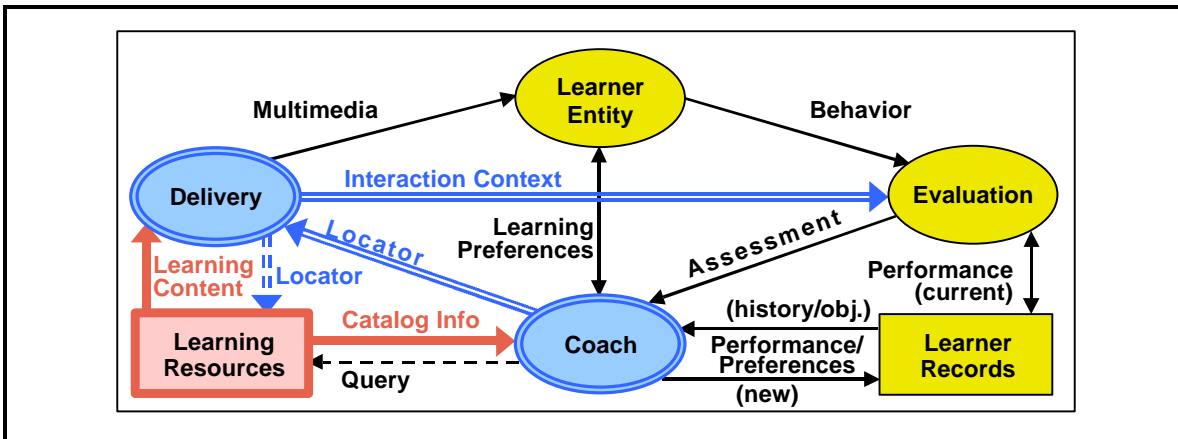 Learner
Entity
Multimedia
Behavior
Delivery
Interaction Context
Evaluation
Locator
Learning
Preferences
Assessment
Learning
Content
Locator
Performance
(current)
Learning
Resources
Catalog Info
Query
Coach
(history/obj.)
Performance/
Preferences
(new)
Learner
Records